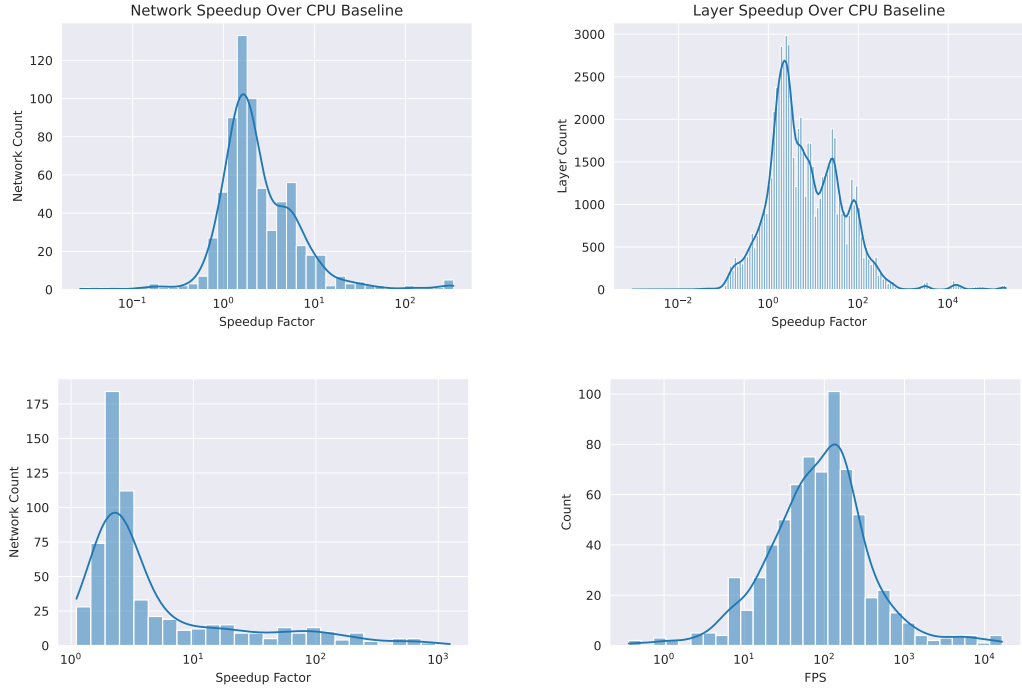 Network Speedup Over CPU Baseline
Network Count
120
100
80
60
40
20
0
10⁻¹ 10⁰ 10¹ 10²
Speedup Factor
Layer Speedup Over CPU Baseline
Layer Count
3000
2500
2000
1500
1000
500
0
10⁻² 10⁰ 10² 10⁴
Speedup Factor
Network Count
175
150
125
100
75
50
25
0
10⁰ 10¹ 10² 10³
Speedup Factor
Count
100
80
60
40
20
0
10⁰ 10¹ 10² 10³ 10⁴
FPS